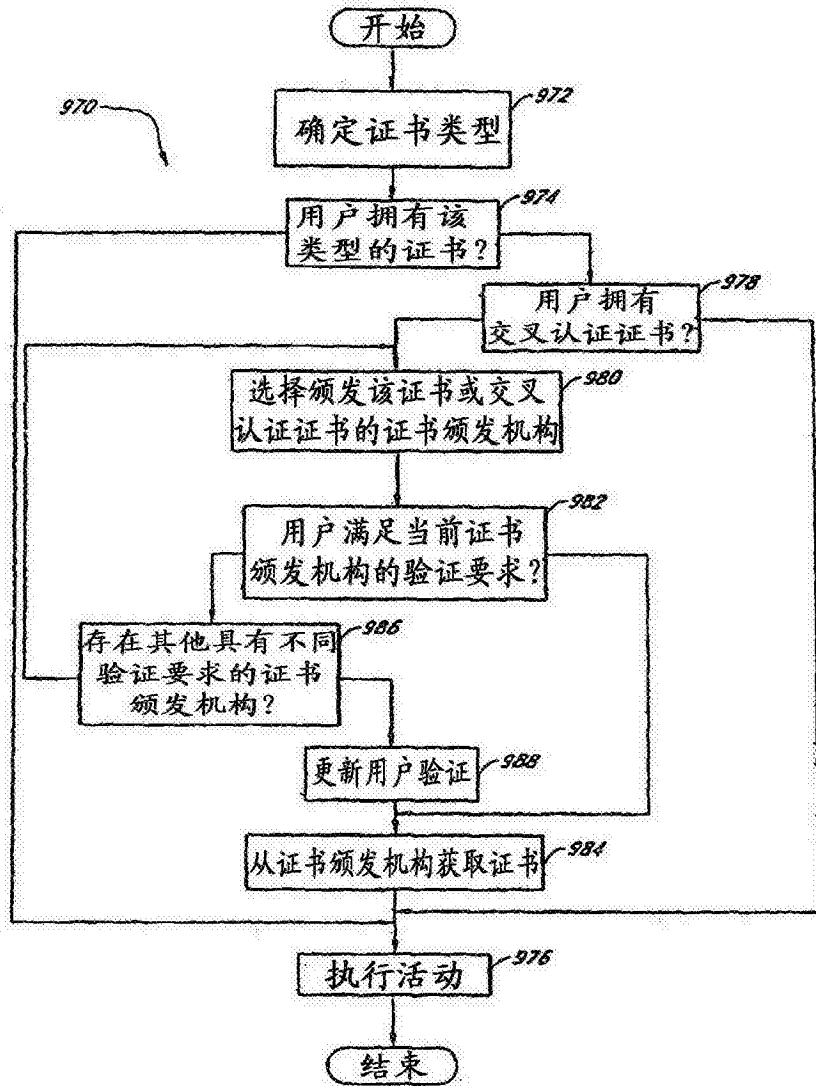 开始
970
972
确定证书类型
974
用户拥有该
类型的证书？
978
用户拥有
交叉认证证书？
980
选择颁发该证书或交叉
认证证书的证书颁发机构
982
用户满足当前证书
颁发机构的验证要求？
986
存在其他具有不同
验证要求的证书
颁发机构？
988
更新用户验证
984
从证书颁发机构获取证书
976
执行活动
结束